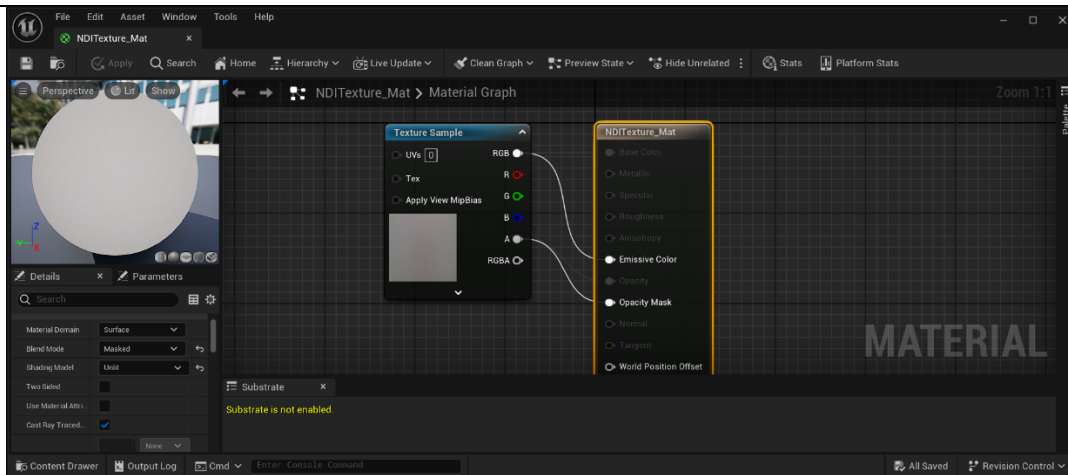 File Edit Asset Window Tools Help
NDITexture_Mat
Apply Search Home Hierarchy Live Update Clean Graph Preview State Hide Unrelated Stats Platform Stats
Perspective Lit Show
NDITexture_Mat > Material Graph
Zoom 1:1
Palette
Texture Sample
UVs 0
Tex
Apply View MipBias
RGB
R
G
B
A
RGBA
NDITexture_Mat
Base Color
Metallic
Specular
Roughness
Anisotropy
Emissive Color
Opacity
Opacity Mask
Normal
Tangent
World Position Offset
MATERIAL
Z
Y
X
Details Parameters
Search
Material Domain Surface
Blend Mode Masked
Shading Model Unlit
Two Sided
Use Material Attri..
Cast Ray Traced..
None
Substrate
Substrate is not enabled.
Content Drawer Output Log Cmd Enter Console Command All Saved Revision Control